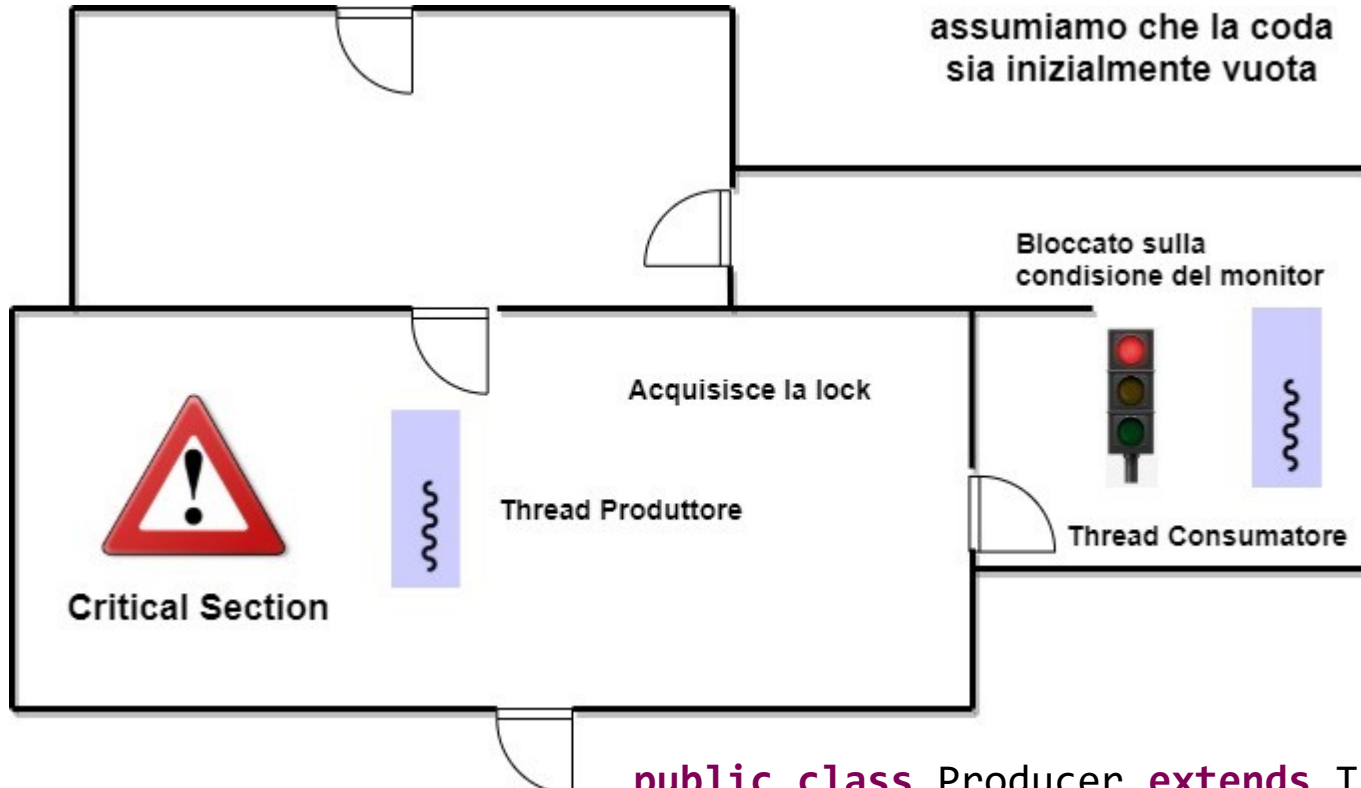 assumiamo che la coda
sia inizialmente vuota
Bloccato sulla
condisione del monitor
Acquisisce la lock
Thread Produttore
Thread Consumatore
Critical Section
public class Producer extends T